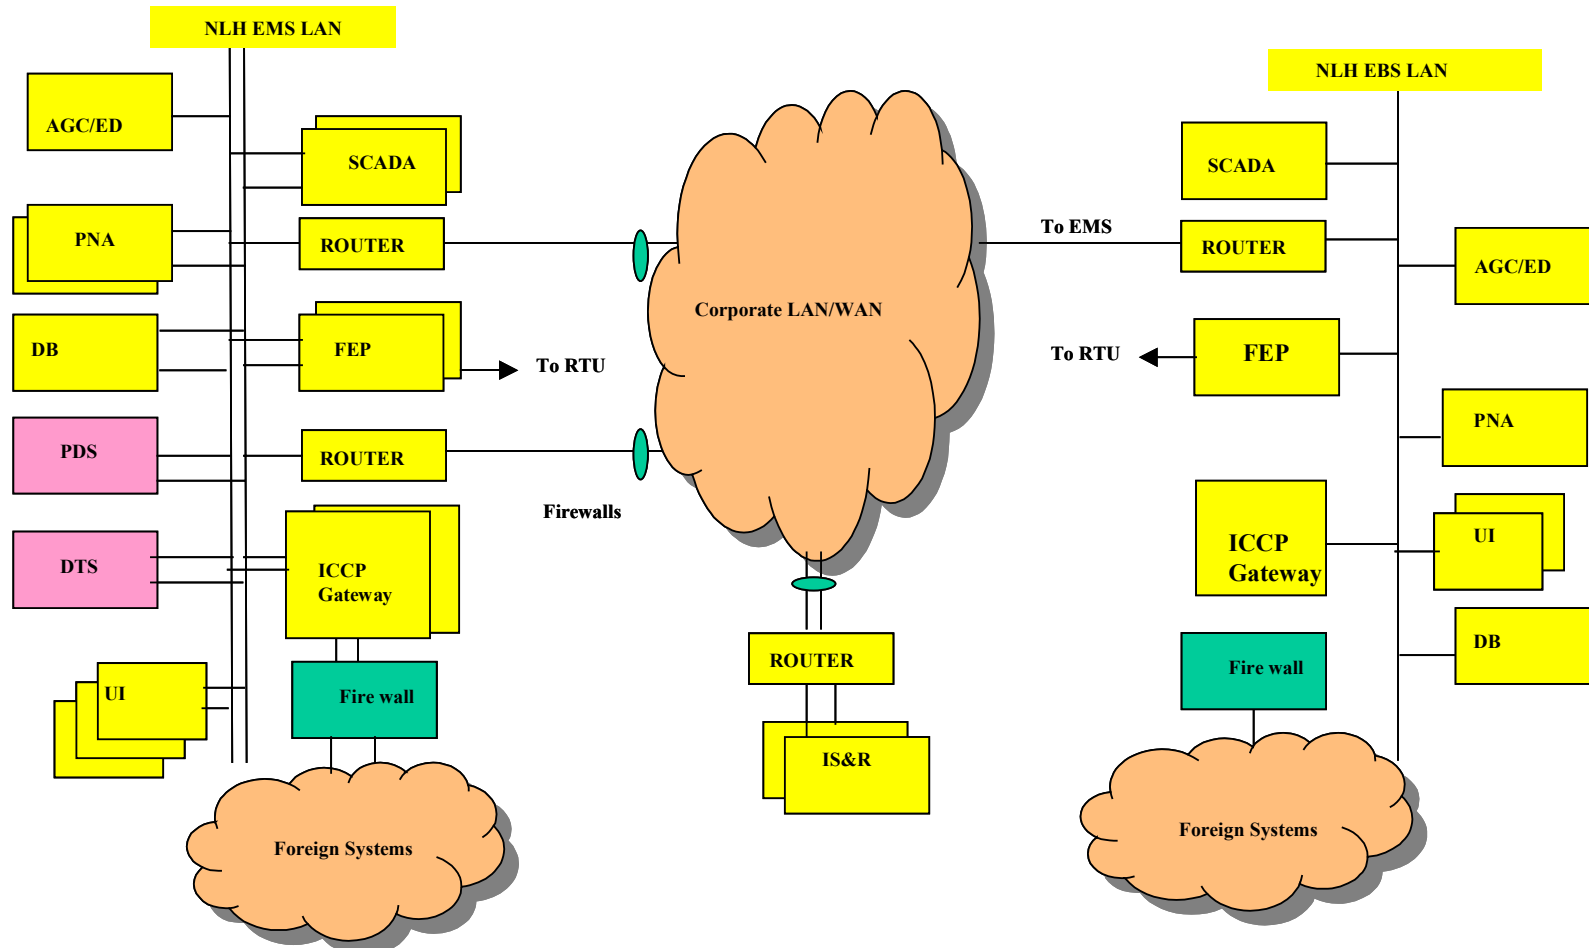 NLH EMS LAN
NLH EBS LAN
AGC/ED
SCADA
SCADA
PNA
ROUTER
To EMS
ROUTER
AGC/ED
Corporate LAN/WAN
DB
FEP
To RTU
To RTU
FEP
PNA
PDS
ROUTER
Firewalls
UI
DTS
ICCP
Gateway
ICCP
Gateway
DB
ROUTER
UI
Fire wall
Fire wall
IS&R
Foreign Systems
Foreign Systems